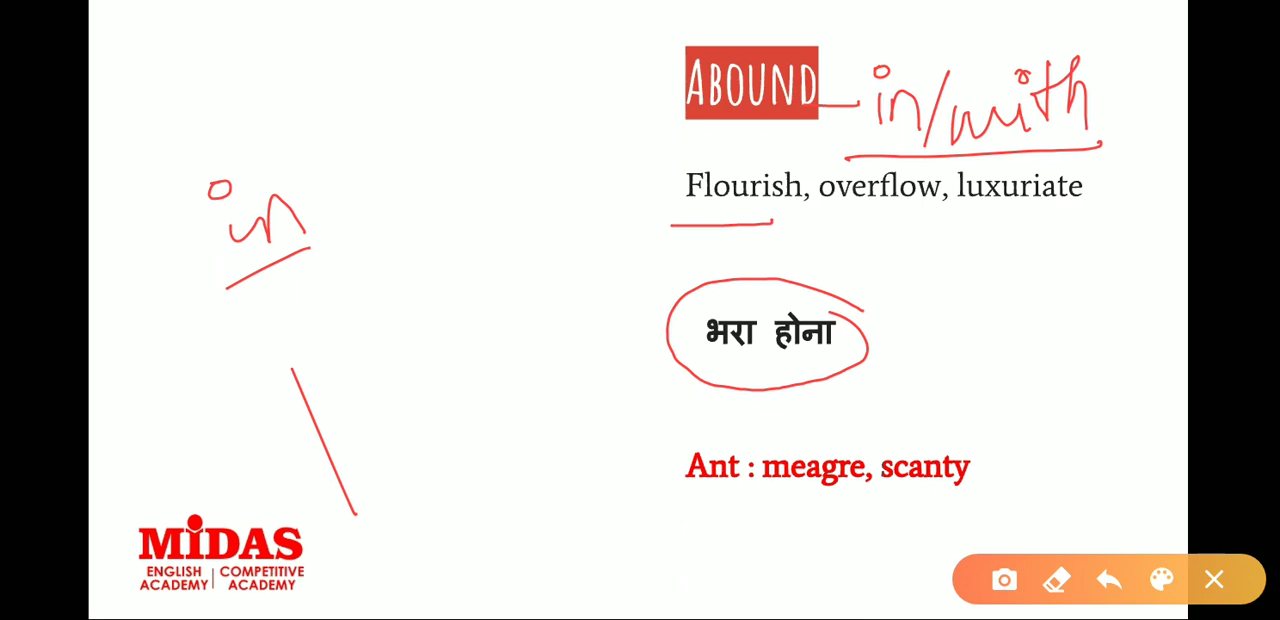 ABOUND in/with
Flourish, overflow, luxuriate
in
भरा होना
Ant : meagre, scanty
MIDAS
ENGLISH ACADEMY | COMPETITIVE ACADEMY